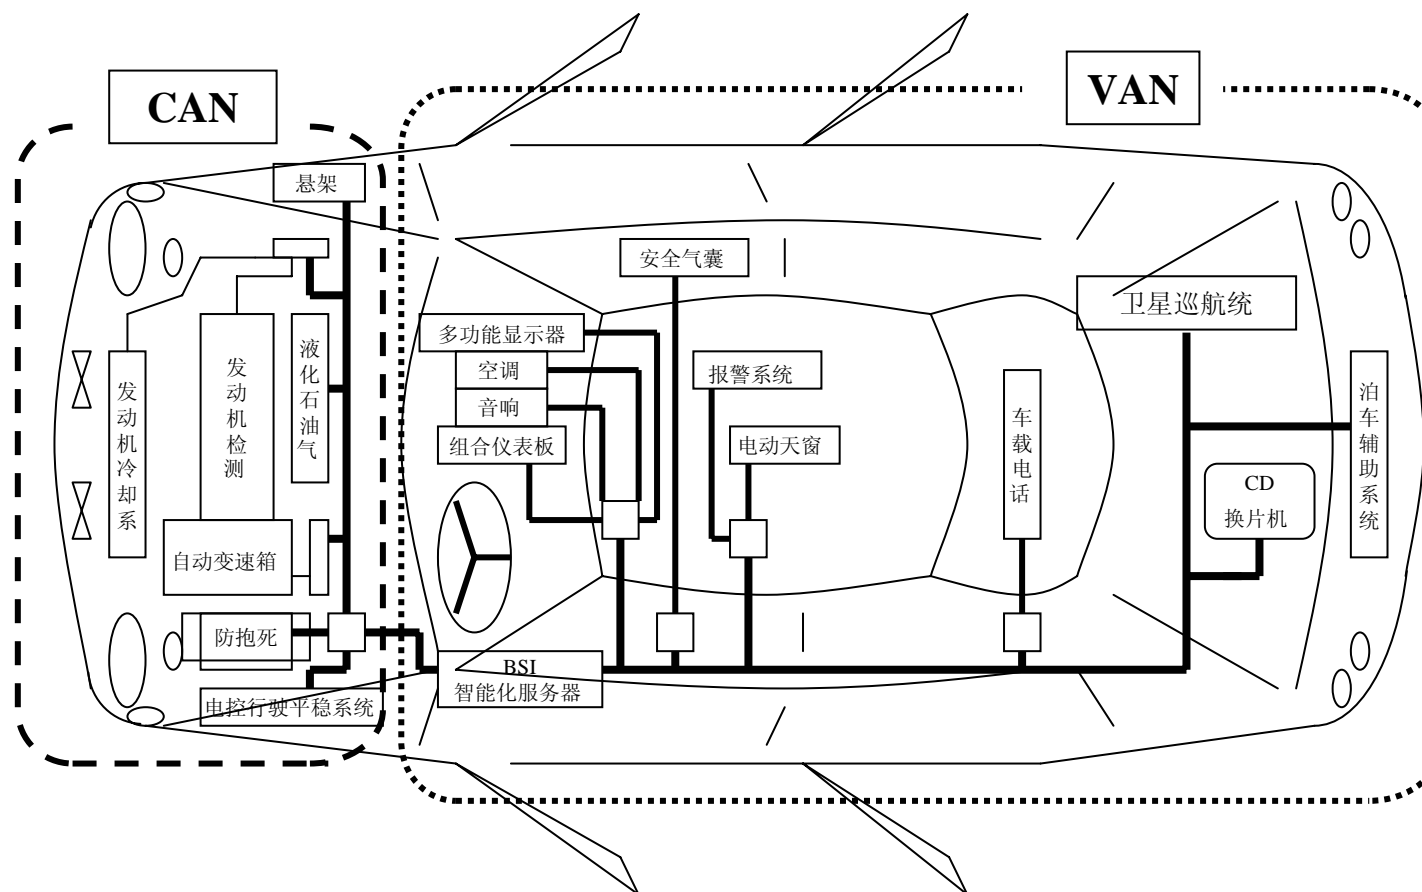 CAN
VAN
悬架
安全气囊
卫星巡航统
多功能显示器
空调
音响
组合仪表板
报警系统
电动天窗
车载电话
泊车辅助系统
CD
换片机
发动机冷却系
发动机检测
液化石油气
自动变速箱
防抱死
电控行驶平稳系统
BSI
智能化服务器